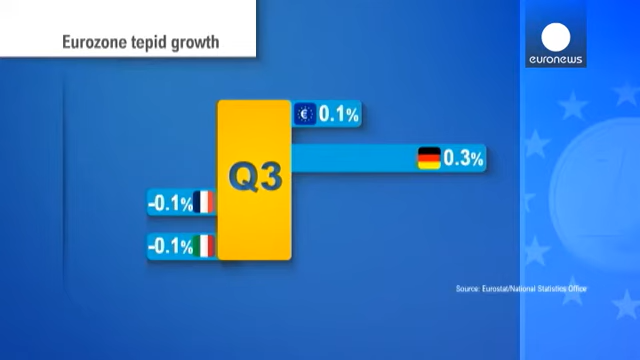 Eurozone tepid growth
euronews
€ 0.1%
0.3%
Q3
-0.1%
-0.1%
Source: Eurostat/National Statistics Office